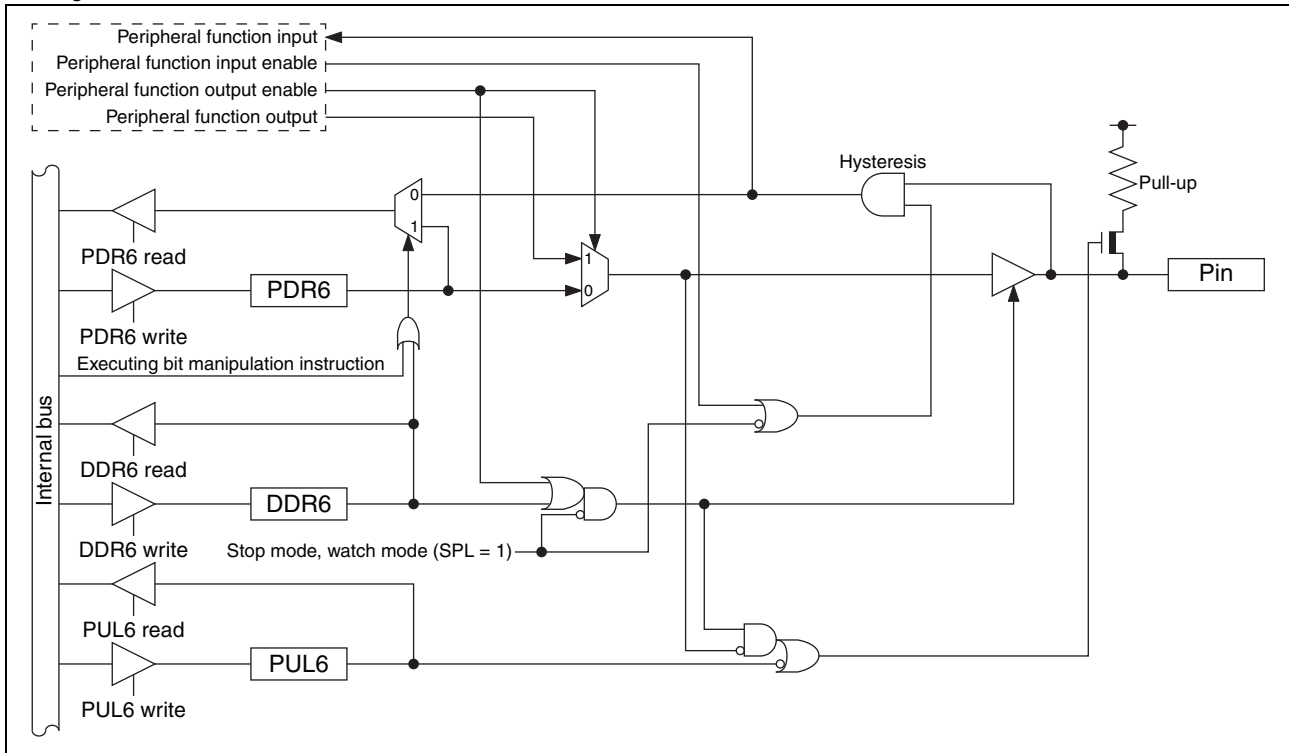 Peripheral function input
Peripheral function input enable
Peripheral function output enable
Peripheral function output
Hysteresis
Pull-up
0
1
PDR6 read
1
0
PDR6
Pin
PDR6 write
Executing bit manipulation instruction
Internal bus
DDR6 read
DDR6
DDR6 write
Stop mode, watch mode (SPL = 1)
PUL6 read
PUL6
PUL6 write